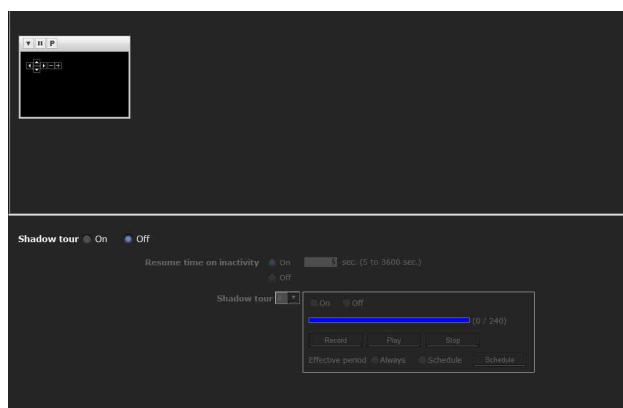 P
Shadow tour On Off
Resume time on inactivity On 5 sec. (5 to 3600 sec.)
Off
Shadow tour
On Off
(0 / 240)
Record Play Stop
Effective period Always Schedule Schedule